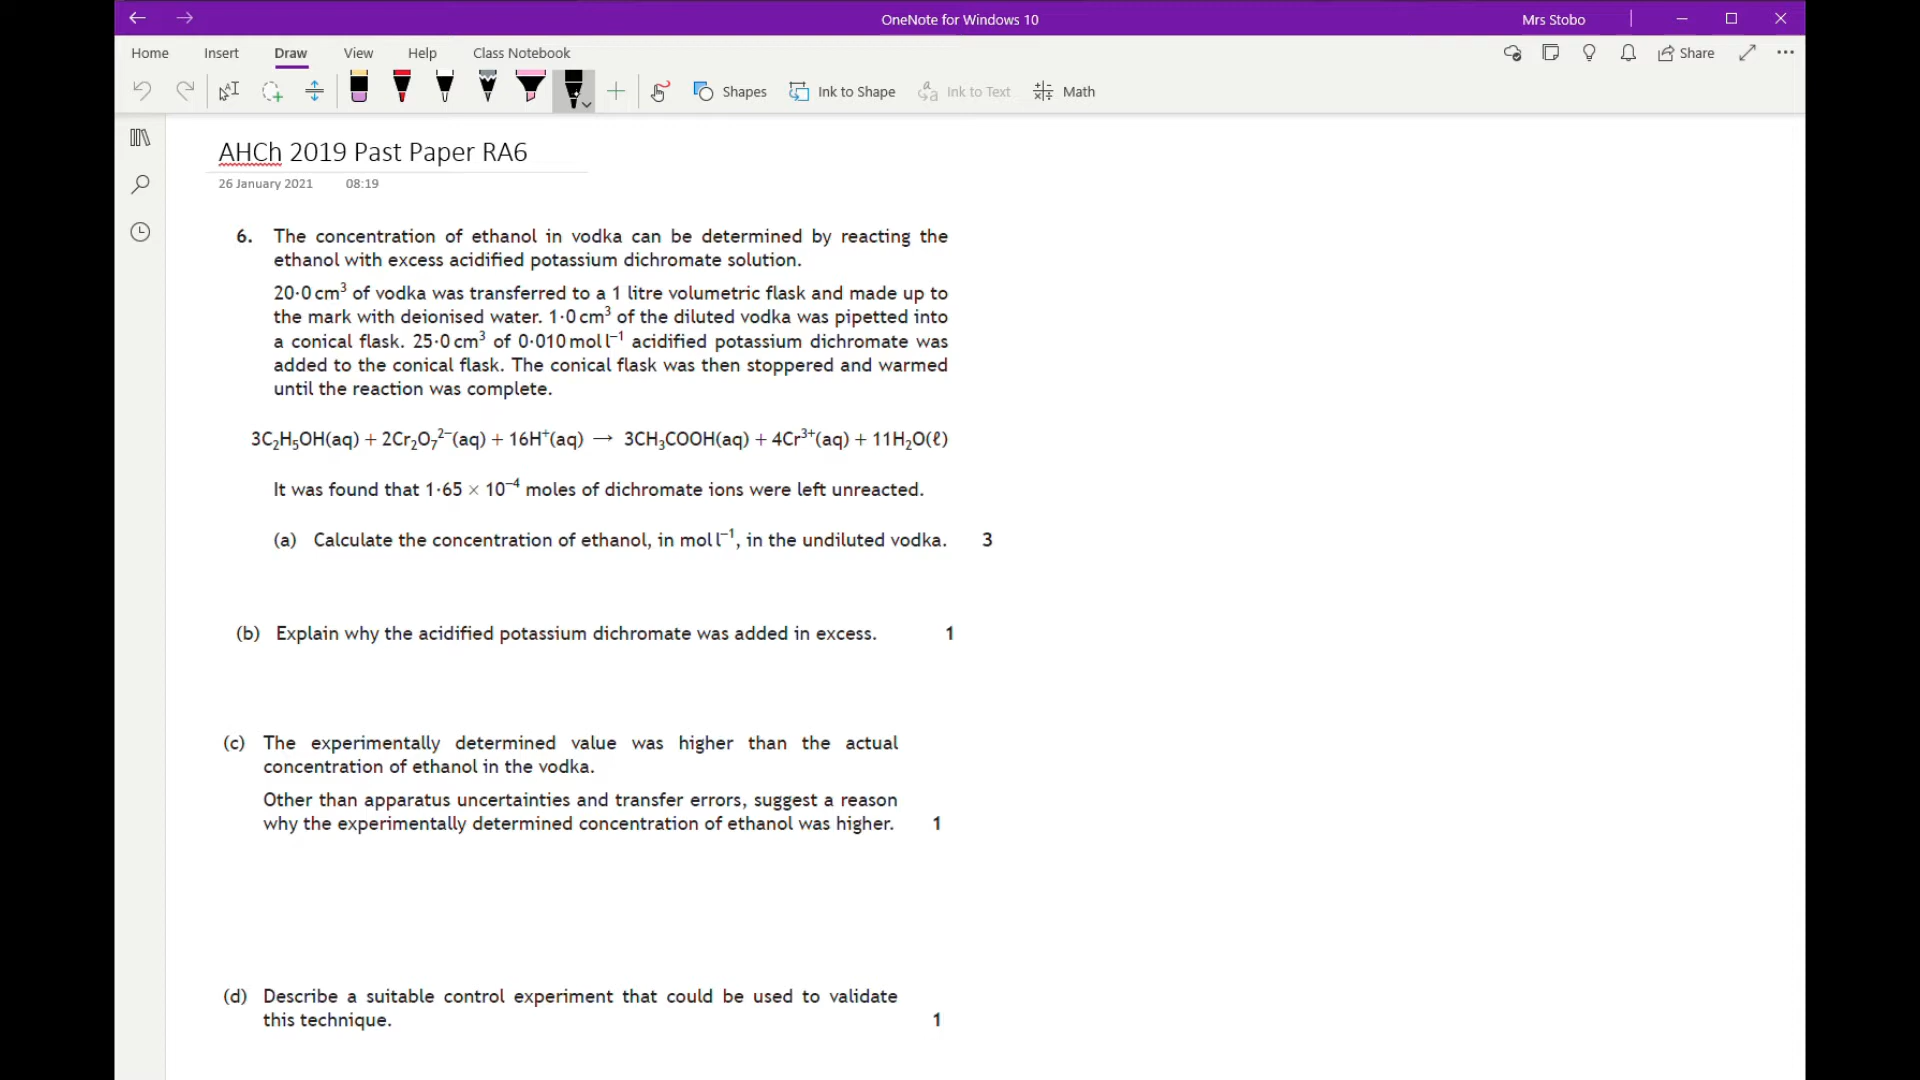 OneNote for Windows 10
Mrs Stobo
Home Insert Draw View Help Class Notebook
Share
Shapes Ink to Shape Ink to Text Math
AHCh 2019 Past Paper RA6
26 January 2021 08:19
6. The concentration of ethanol in vodka can be determined by reacting the
ethanol with excess acidified potassium dichromate solution.
20·0 cm³ of vodka was transferred to a 1 litre volumetric flask and made up to
the mark with deionised water. 1·0 cm³ of the diluted vodka was pipetted into
a conical flask. 25·0 cm³ of 0·010 mol l⁻¹ acidified potassium dichromate was
added to the conical flask. The conical flask was then stoppered and warmed
until the reaction was complete.
3C₂H₅OH(aq) + 2Cr₂O₇²⁻(aq) + 16H⁺(aq) → 3CH₃COOH(aq) + 4Cr³⁺(aq) + 11H₂O(ℓ)
It was found that 1·65 × 10⁻⁴ moles of dichromate ions were left unreacted.
(a) Calculate the concentration of ethanol, in mol l⁻¹, in the undiluted vodka. 3
(b) Explain why the acidified potassium dichromate was added in excess. 1
(c) The experimentally determined value was higher than the actual
concentration of ethanol in the vodka.
Other than apparatus uncertainties and transfer errors, suggest a reason
why the experimentally determined concentration of ethanol was higher. 1
(d) Describe a suitable control experiment that could be used to validate
this technique. 1